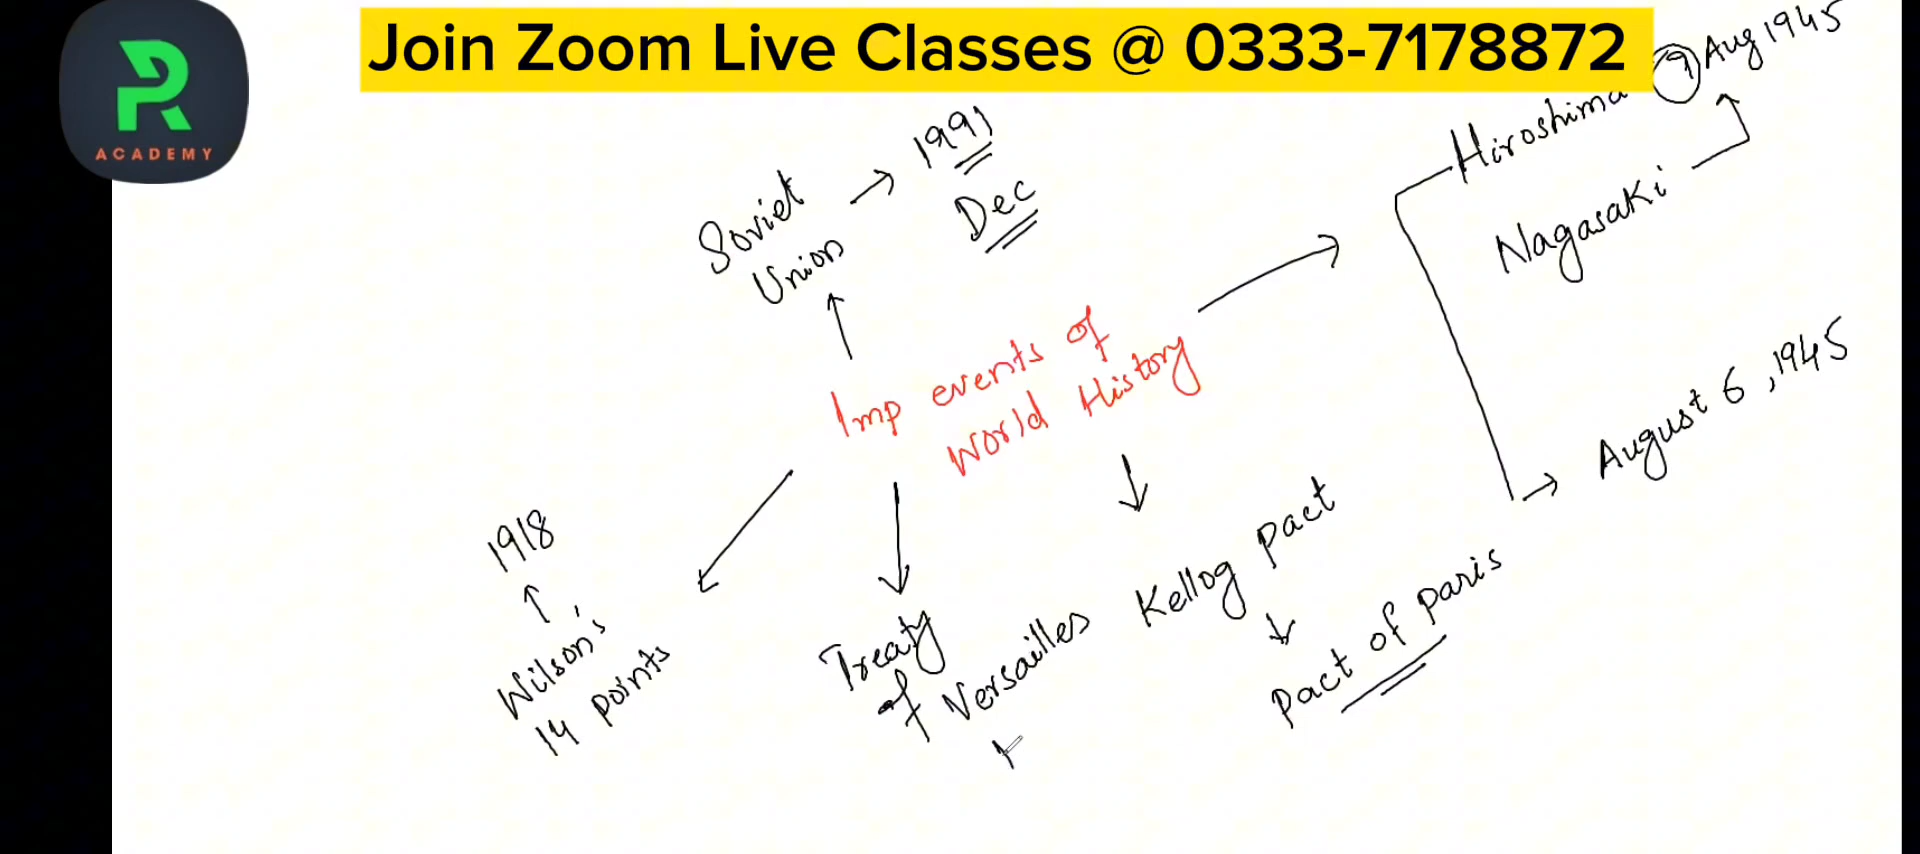 Join Zoom Live Classes @ 0333-7178872
ACADEMY
9 Aug 1945
Hiroshima
Nagasaki
August 6, 1945
1991
Dec
Soviet
Union
Imp events of
World History
1918
Wilson's
14 points
Treaty
of Versailles
Kellog pact
Pact of paris